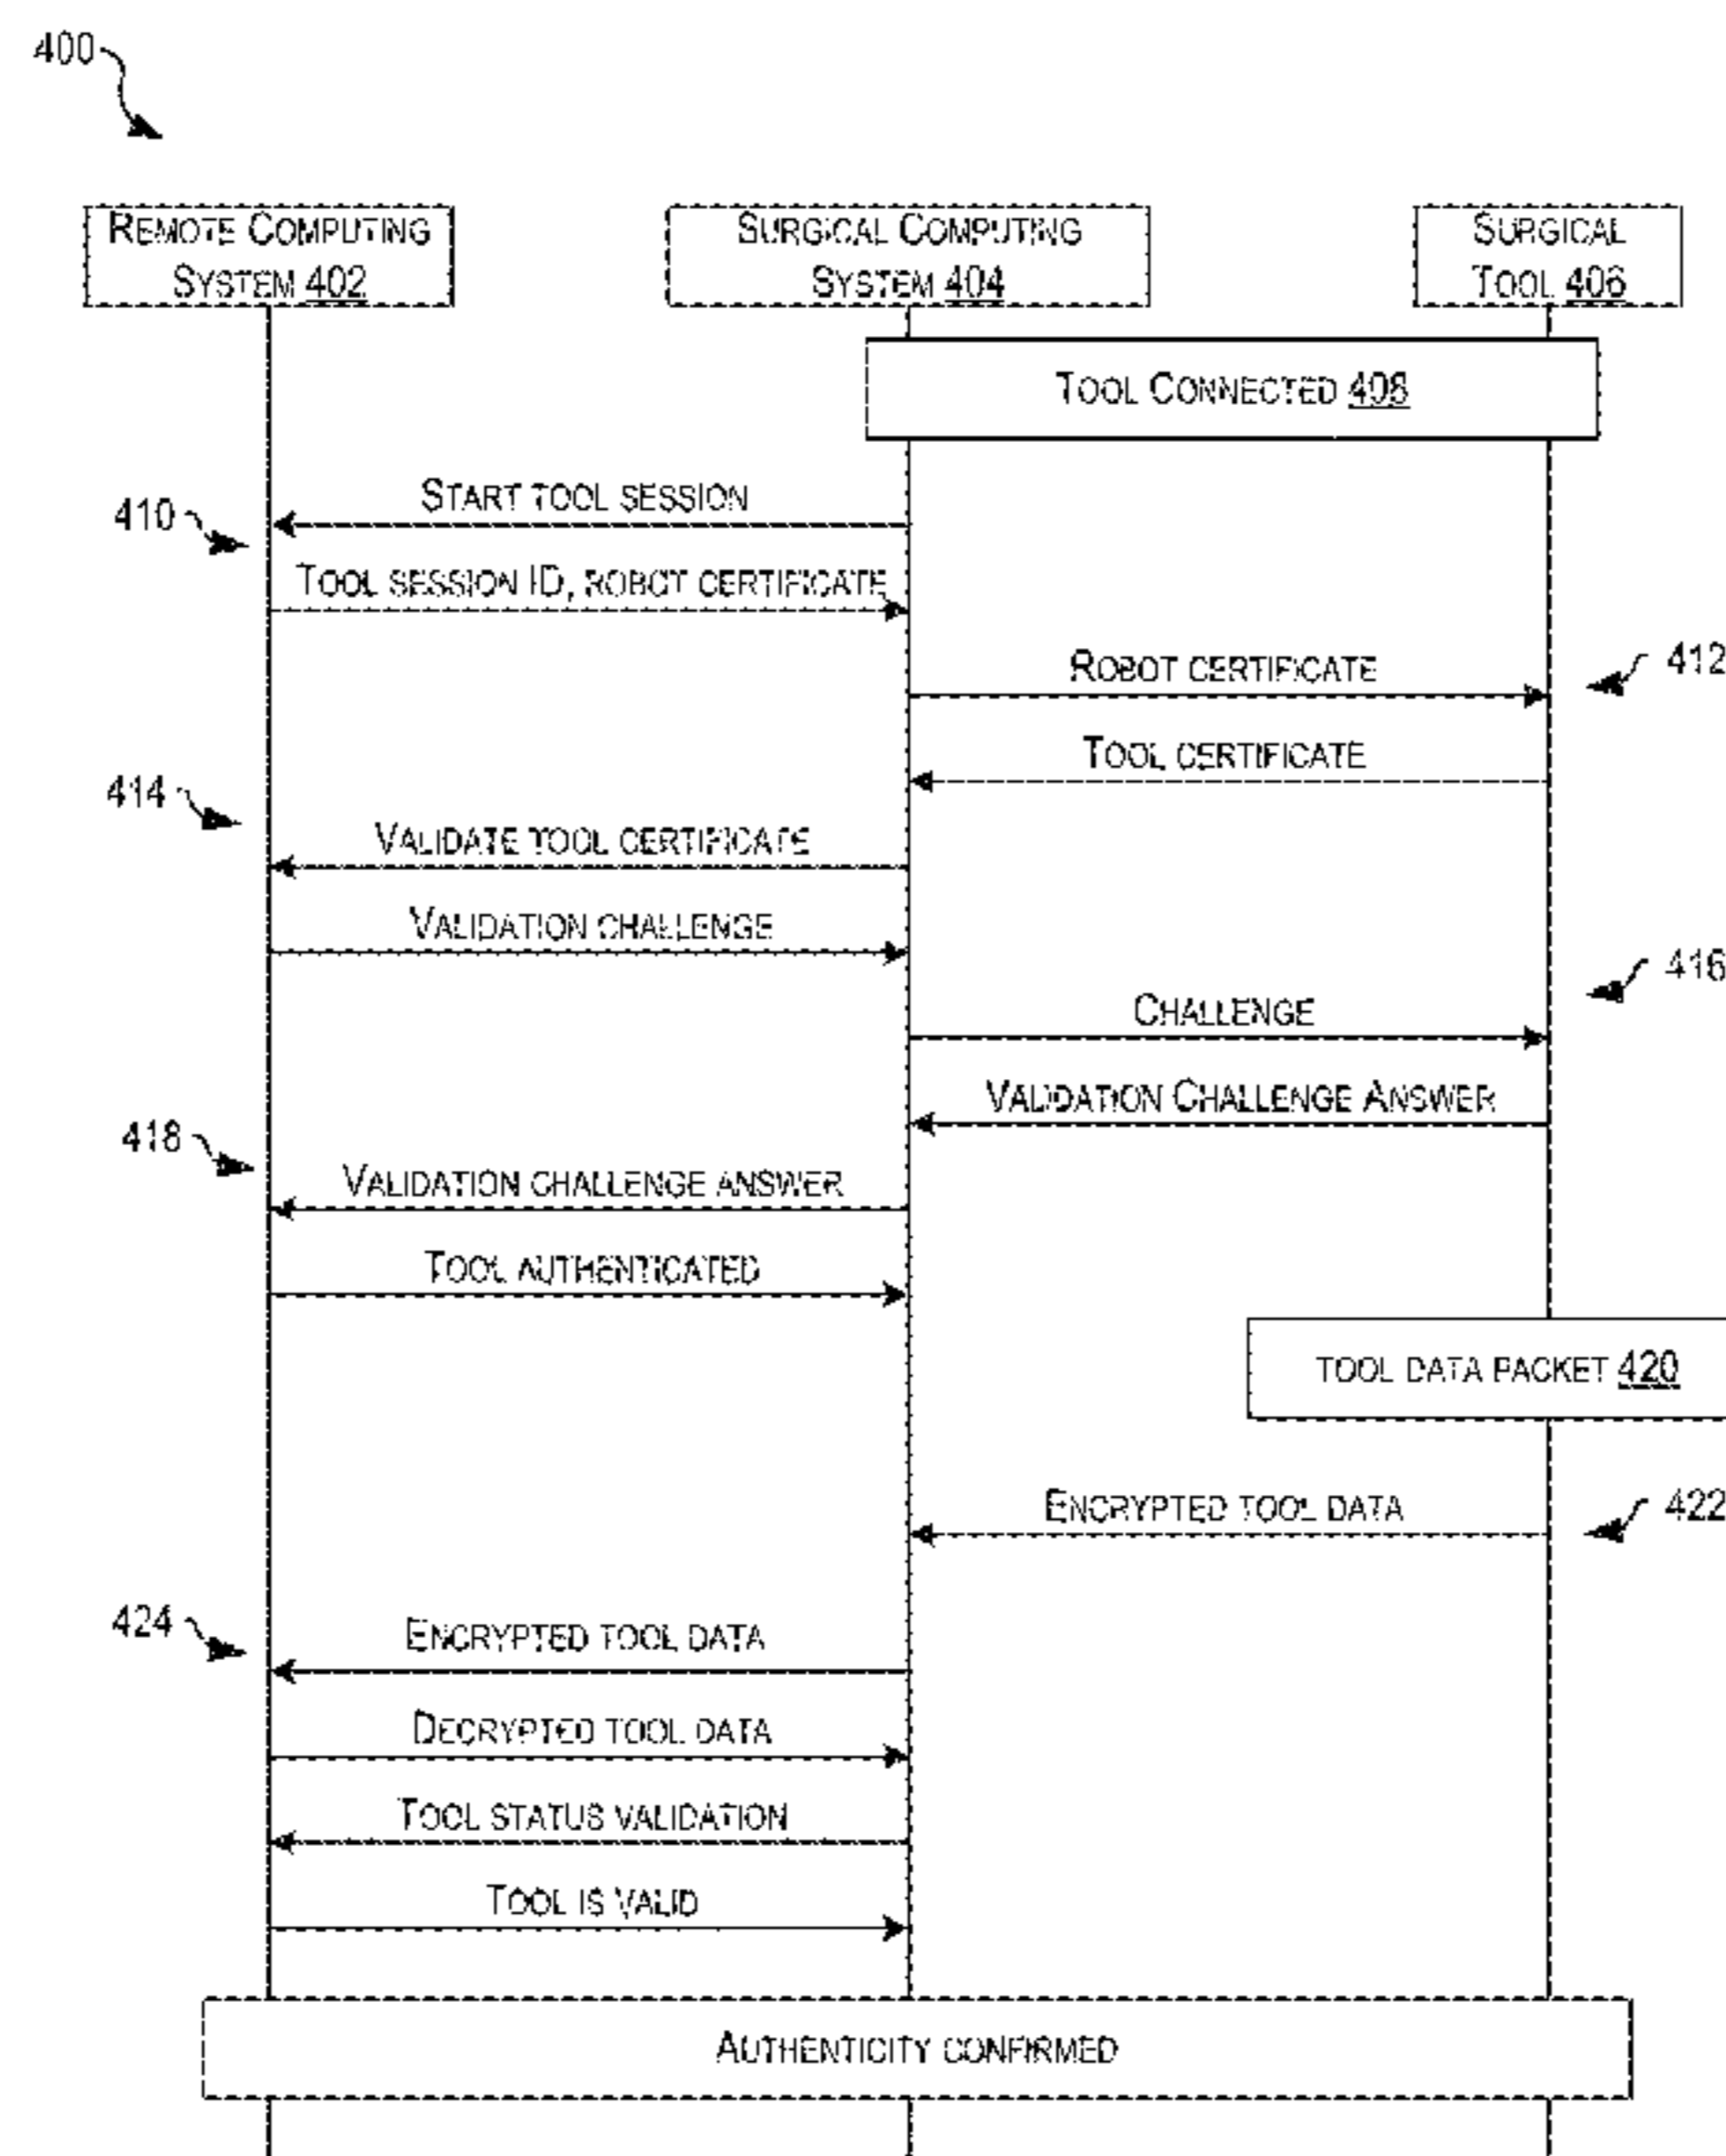 400
REMOTE COMPUTING
SYSTEM 402
SURGICAL COMPUTING
SYSTEM 404
SURGICAL
TOOL 406
TOOL CONNECTED 408
START TOOL SESSION
410
TOOL SESSION ID, ROBOT CERTIFICATE
ROBOT CERTIFICATE
412
TOOL CERTIFICATE
414
VALIDATE TOOL CERTIFICATE
VALIDATION CHALLENGE
416
CHALLENGE
VALIDATION CHALLENGE ANSWER
418
VALIDATION CHALLENGE ANSWER
TOOL AUTHENTICATED
TOOL DATA PACKET 420
ENCRYPTED TOOL DATA
422
424
ENCRYPTED TOOL DATA
DECRYPTED TOOL DATA
TOOL STATUS VALIDATION
TOOL IS VALID
AUTHENTICITY CONFIRMED